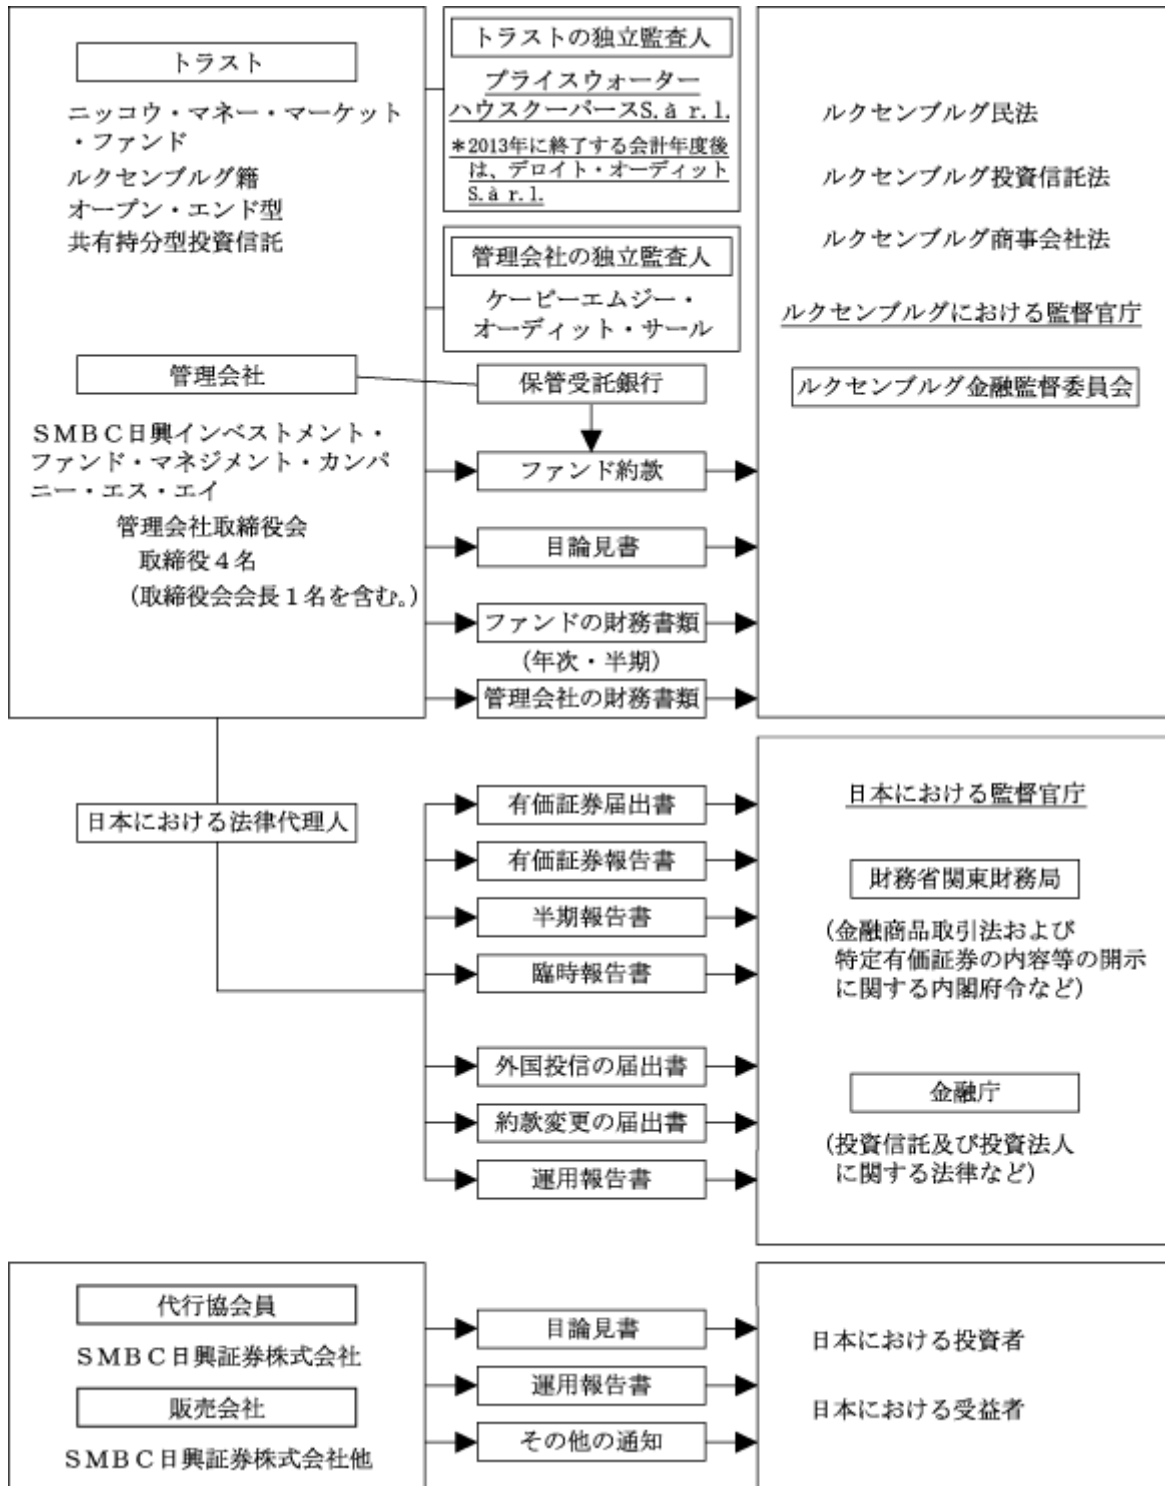 トラスト
ニッコウ・マネー・マーケット
・ファンド
ルクセンブルグ籍
オープン・エンド型
共有持分型投資信託
管理会社
ＳＭＢＣ日興インベストメント・
ファンド・マネジメント・カンパ
ニー・エス・エイ
管理会社取締役会
取締役４名
（取締役会会長１名を含む。）
トラストの独立監査人
プライスウォーター
ハウスクーパースS.à r.l.
＊2013年に終了する会計年度後
は、デロイト・オーディット
S.à r.l.
管理会社の独立監査人
ケーピーエムジー・
オーディット・サール
保管受託銀行
ファンド約款
目論見書
ファンドの財務書類
（年次・半期）
管理会社の財務書類
ルクセンブルグ民法
ルクセンブルグ投資信託法
ルクセンブルグ商事会社法
ルクセンブルグにおける監督官庁
ルクセンブルグ金融監督委員会
日本における法律代理人
有価証券届出書
有価証券報告書
半期報告書
臨時報告書
外国投信の届出書
約款変更の届出書
運用報告書
日本における監督官庁
財務省関東財務局
（金融商品取引法および
特定有価証券の内容等の開示
に関する内閣府令など）
金融庁
（投資信託及び投資法人
に関する法律など）
代行協会員
ＳＭＢＣ日興証券株式会社
販売会社
ＳＭＢＣ日興証券株式会社他
目論見書
運用報告書
その他の通知
日本における投資者
日本における受益者